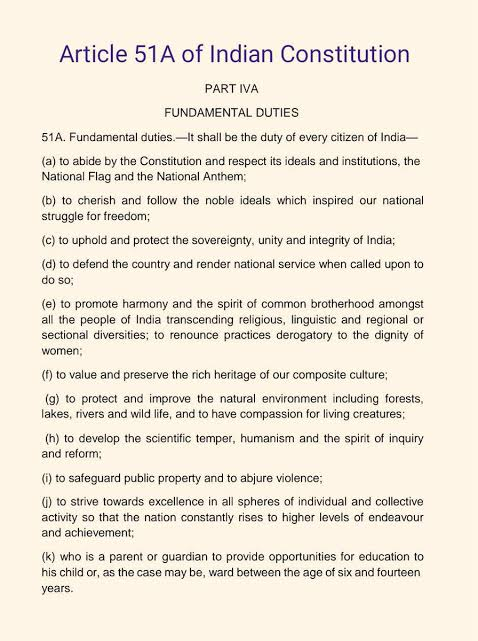 Article 51A of Indian Constitution
PART IVA
FUNDAMENTAL DUTIES
51A. Fundamental duties.—It shall be the duty of every citizen of India—
(a) to abide by the Constitution and respect its ideals and institutions, the
National Flag and the National Anthem;
(b) to cherish and follow the noble ideals which inspired our national
struggle for freedom;
(c) to uphold and protect the sovereignty, unity and integrity of India;
(d) to defend the country and render national service when called upon to
do so;
(e) to promote harmony and the spirit of common brotherhood amongst
all the people of India transcending religious, linguistic and regional or
sectional diversities; to renounce practices derogatory to the dignity of
women;
(f) to value and preserve the rich heritage of our composite culture;
(g) to protect and improve the natural environment including forests,
lakes, rivers and wild life, and to have compassion for living creatures;
(h) to develop the scientific temper, humanism and the spirit of inquiry
and reform;
(i) to safeguard public property and to abjure violence;
(j) to strive towards excellence in all spheres of individual and collective
activity so that the nation constantly rises to higher levels of endeavour
and achievement;
(k) who is a parent or guardian to provide opportunities for education to
his child or, as the case may be, ward between the age of six and fourteen
years.